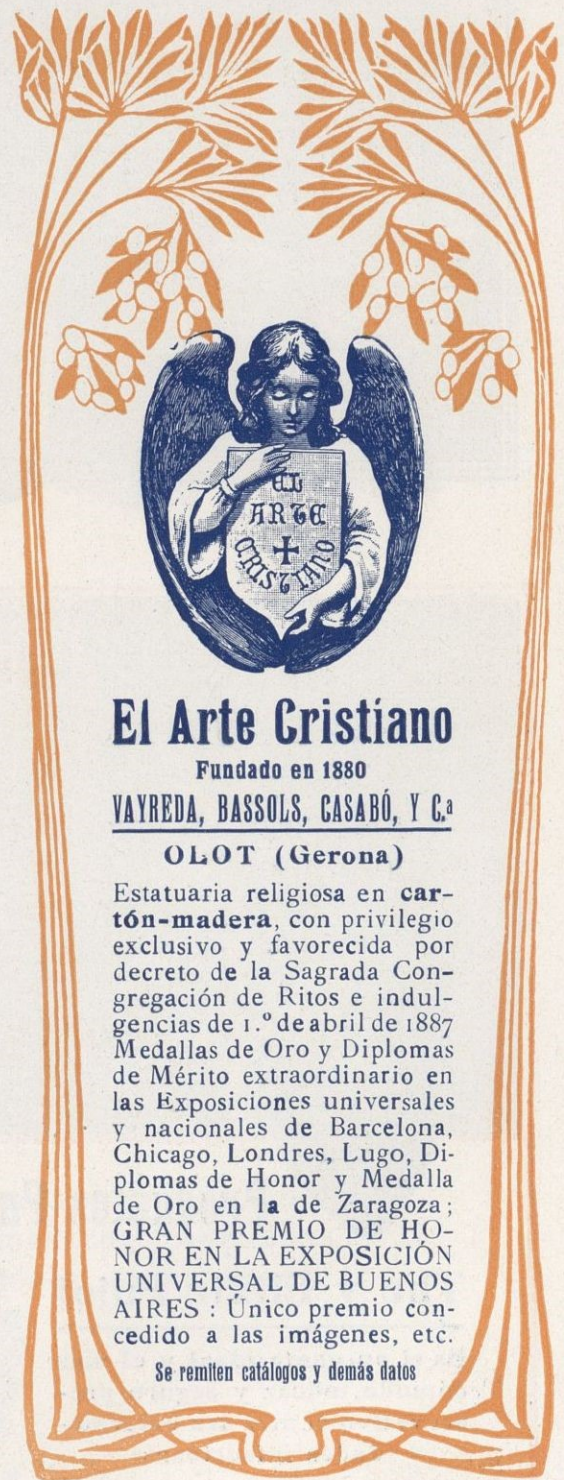 EL
ARTE
CRISTIANO
El Arte Cristiano
Fundado en 1880
VAYREDA, BASSOLS, CASABÓ, Y C.ª
OLOT (Gerona)
Estatuaria religiosa en car-
tón-madera, con privilegio
exclusivo y favorecida por
decreto de la Sagrada Con-
gregación de Ritos e indul-
gencias de 1.º de abril de 1887
Medallas de Oro y Diplomas
de Mérito extraordinario en
las Exposiciones universales
y nacionales de Barcelona,
Chicago, Londres, Lugo, Di-
plomas de Honor y Medalla
de Oro en la de Zaragoza;
GRAN PREMIO DE HO-
NOR EN LA EXPOSICIÓN
UNIVERSAL DE BUENOS
AIRES : Único premio con-
cedido a las imágenes, etc.
Se remiten catálogos y demás datos